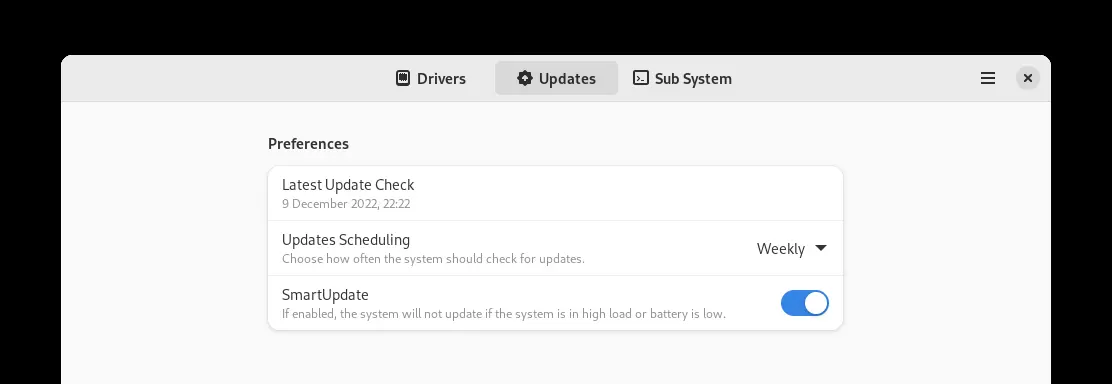 Drivers
Updates
Sub System
Preferences
Latest Update Check
9 December 2022, 22:22
Updates Scheduling
Choose how often the system should check for updates.
Weekly
SmartUpdate
If enabled, the system will not update if the system is in high load or battery is low.